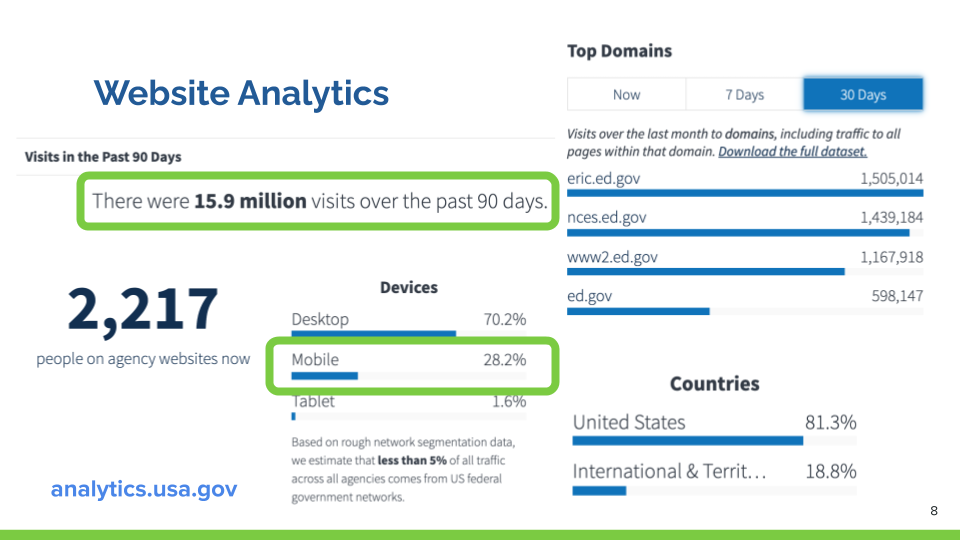 Website Analytics
Visits in the Past 90 Days
There were 15.9 million visits over the past 90 days.
2,217
people on agency websites now
Devices
Desktop 70.2%
Mobile 28.2%
Tablet 1.6%
Based on rough network segmentation data,
we estimate that less than 5% of all traffic
across all agencies comes from US federal
government networks.
analytics.usa.gov
Top Domains
Now 7 Days 30 Days
Visits over the last month to domains, including traffic to all
pages within that domain. Download the full dataset.
eric.ed.gov 1,505,014
nces.ed.gov 1,439,184
www2.ed.gov 1,167,918
ed.gov 598,147
Countries
United States 81.3%
International & Territ… 18.8%
8